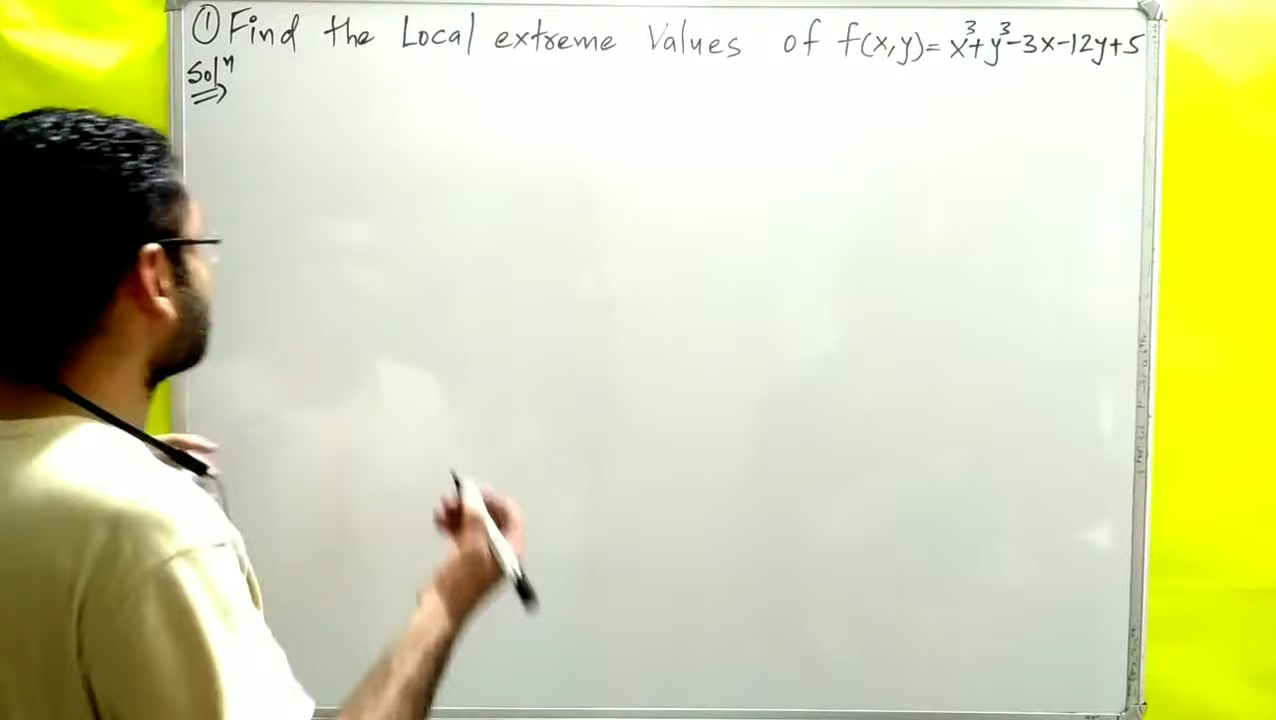 ① Find the Local extreme Values of f(x,y)= x³+y³-3x-12y+5
Solⁿ